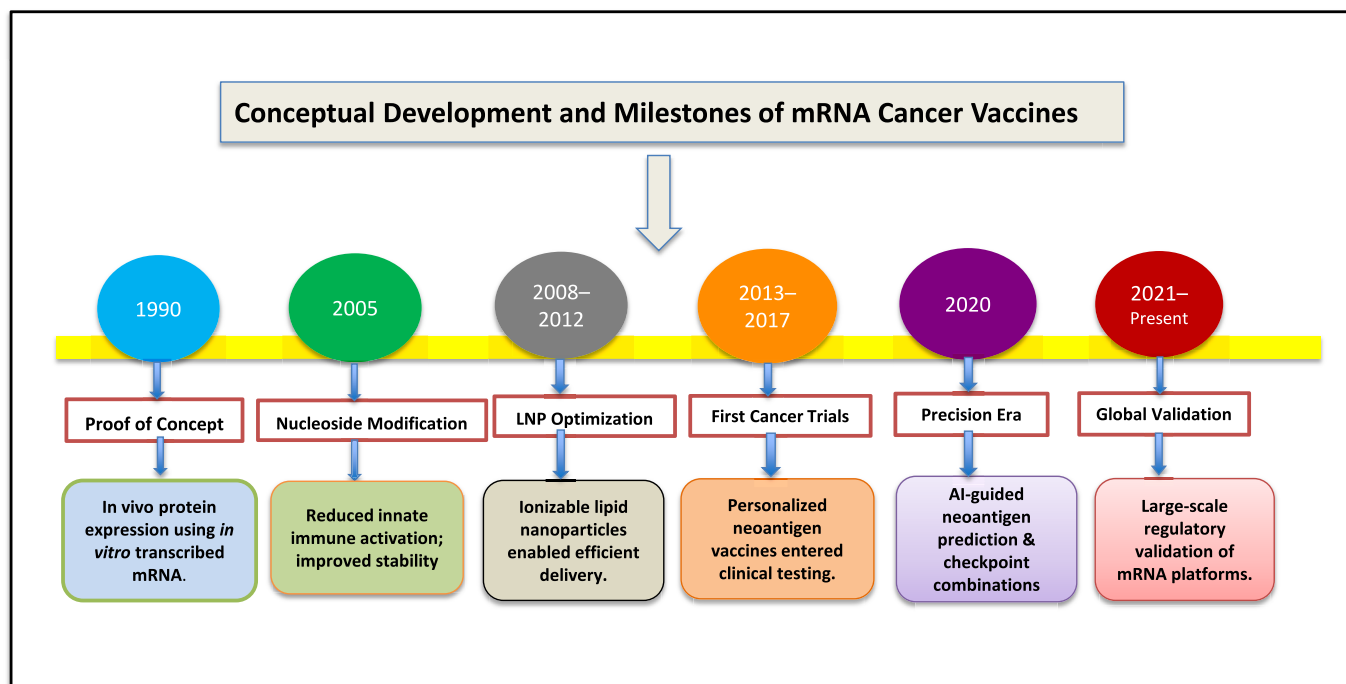 Conceptual Development and Milestones of mRNA Cancer Vaccines
1990
2005
2008–
2012
2013–
2017
2020
2021–
Present
Proof of Concept
Nucleoside Modification
LNP Optimization
First Cancer Trials
Precision Era
Global Validation
In vivo protein
expression using in
vitro transcribed
mRNA.
Reduced innate
immune activation;
improved stability
Ionizable lipid
nanoparticles
enabled efficient
delivery.
Personalized
neoantigen
vaccines entered
clinical testing.
AI-guided
neoantigen
prediction &
checkpoint
combinations
Large-scale
regulatory
validation of
mRNA platforms.